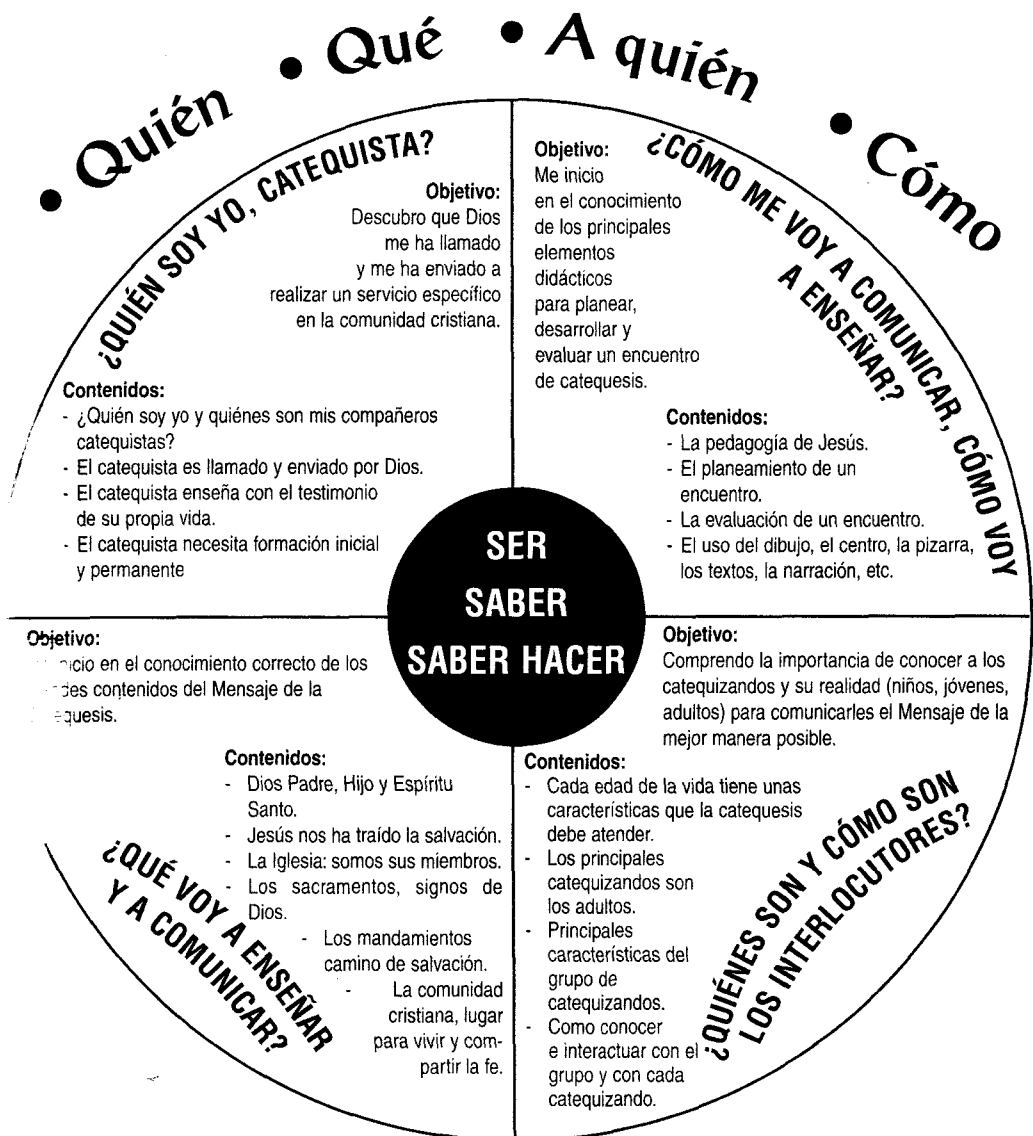 • Quién • Qué • A quién • Cómo
¿QUIÉN SOY YO, CATEQUISTA?
Objetivo:
Descubro que Dios
me ha llamado
y me ha enviado a
realizar un servicio específico
en la comunidad cristiana.
Contenidos:
- ¿Quién soy yo y quiénes son mis compañeros
catequistas?
- El catequista es llamado y enviado por Dios.
- El catequista enseña con el testimonio
de su propia vida.
- El catequista necesita formación inicial
y permanente
¿CÓMO ME VOY A COMUNICAR, CÓMO VOY
A ENSEÑAR?
Objetivo:
Me inicio
en el conocimiento
de los principales
elementos
didácticos
para planear,
desarrollar y
evaluar un encuentro
de catequesis.
Contenidos:
- La pedagogía de Jesús.
- El planeamiento de un
encuentro.
- La evaluación de un encuentro.
- El uso del dibujo, el centro, la pizarra,
los textos, la narración, etc.
SER
SABER
SABER HACER
Objetivo:
en el conocimiento correcto de los
contenidos del Mensaje de la
Contenidos:
- Dios Padre, Hijo y Espíritu
Santo.
- Jesús nos ha traído la salvación.
- La Iglesia: somos sus miembros.
- Los sacramentos, signos de
Dios.
- Los mandamientos
camino de salvación.
- La comunidad
cristiana, lugar
para vivir y com-
partir la fe.
¿QUÉ VOY A ENSEÑAR
Y A COMUNICAR?
Objetivo:
Comprendo la importancia de conocer a los
catequizandos y su realidad (niños, jóvenes,
adultos) para comunicarles el Mensaje de la
mejor manera posible.
Contenidos:
- Cada edad de la vida tiene unas
características que la catequesis
debe atender.
- Los principales
catequizandos son
los adultos.
- Principales
características del
grupo de
catequizandos.
- Como conocer
e interactuar con el
grupo y con cada
catequizando.
¿QUIÉNES SON Y CÓMO SON
LOS INTERLOCUTORES?